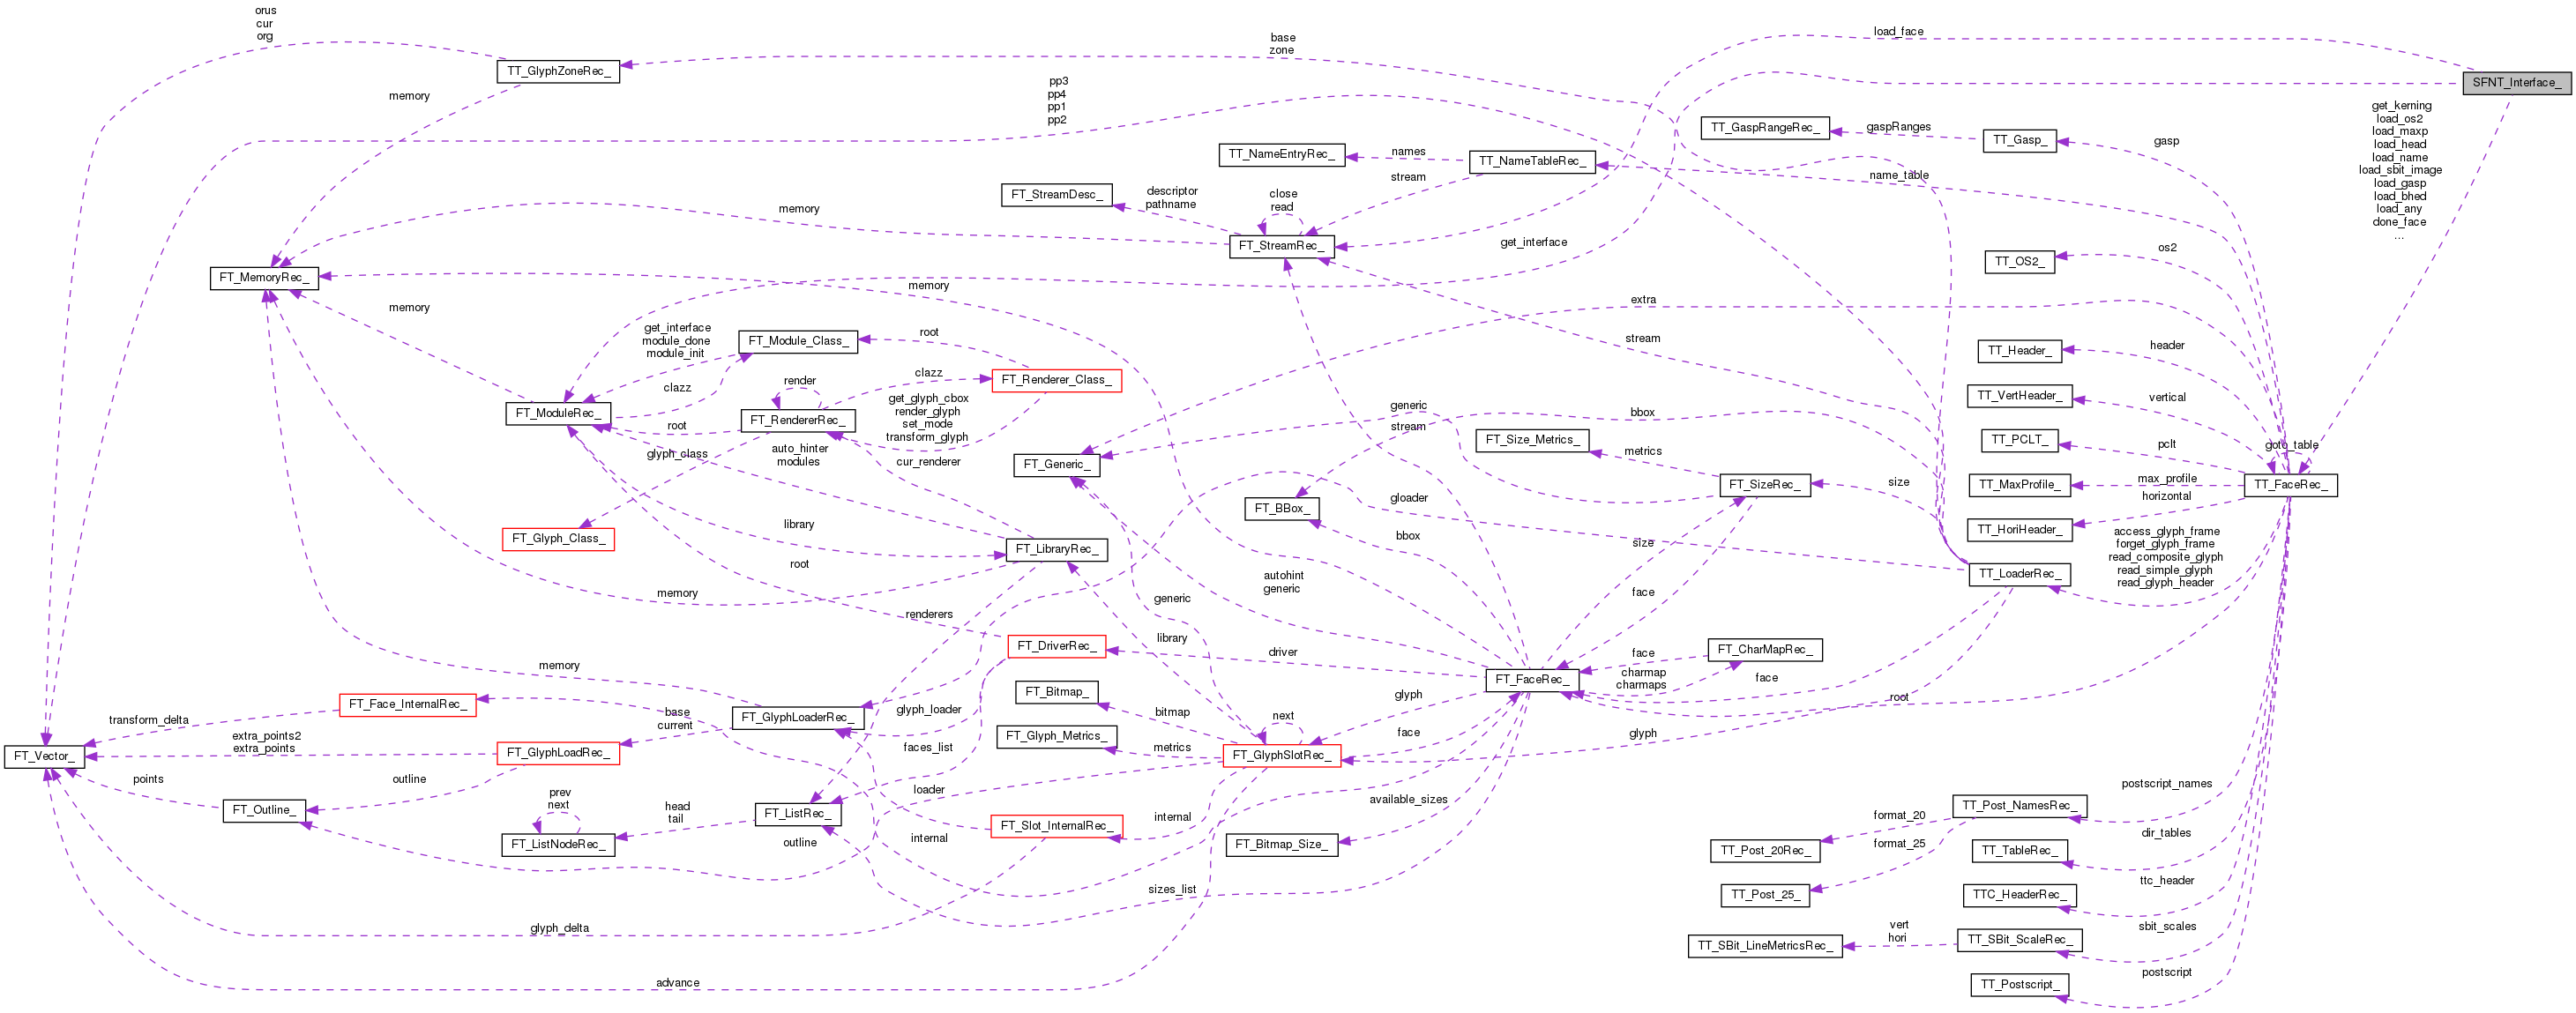 orus
cur
org
TT_GlyphZoneRec_
base
zone
load_face
SFNT_Interface_
pp3
pp4
pp1
pp2
memory
get_kerning
load_os2
load_maxp
load_head
load_name
load_sbit_image
load_gasp
load_bhed
load_any
done_face
...
TT_GaspRangeRec_
gaspRanges
TT_Gasp_
gasp
TT_NameEntryRec_
names
TT_NameTableRec_
stream
name_table
FT_StreamDesc_
descriptor
pathname
close
read
memory
FT_StreamRec_
get_interface
os2
TT_OS2_
FT_MemoryRec_
memory
extra
memory
get_interface
module_done
module_init
FT_Module_Class_
root
stream
TT_Header_
header
clazz
render
clazz
FT_Renderer_Class_
TT_VertHeader_
vertical
FT_ModuleRec_
root
FT_RendererRec_
get_glyph_cbox
render_glyph
set_mode
transform_glyph
generic
stream
bbox
FT_Size_Metrics_
metrics
TT_PCLT_
pclt
goto_table
glyph_class
auto_hinter
modules
cur_renderer
FT_Generic_
FT_SizeRec_
size
TT_MaxProfile_
max_profile
TT_FaceRec_
gloader
FT_BBox_
horizontal
TT_HoriHeader_
FT_Glyph_Class_
library
FT_LibraryRec_
bbox
size
access_glyph_frame
forget_glyph_frame
read_composite_glyph
read_simple_glyph
read_glyph_header
root
autohint
generic
TT_LoaderRec_
memory
generic
face
renderers
library
FT_DriverRec_
driver
face
FT_CharMapRec_
memory
FT_FaceRec_
charmap
charmaps
face
root
FT_Face_InternalRec_
FT_Bitmap_
glyph
transform_delta
base
current
FT_GlyphLoaderRec_
glyph_loader
bitmap
next
extra_points2
extra_points
FT_Glyph_Metrics_
metrics
face
glyph
FT_Vector_
FT_GlyphLoadRec_
faces_list
FT_GlyphSlotRec_
points
outline
prev
next
head
tail
loader
available_sizes
postscript_names
FT_Outline_
FT_ListRec_
internal
format_20
TT_Post_NamesRec_
FT_Slot_InternalRec_
FT_ListNodeRec_
outline
internal
FT_Bitmap_Size_
format_25
dir_tables
TT_Post_20Rec_
TT_TableRec_
sizes_list
ttc_header
TT_Post_25_
TTC_HeaderRec_
glyph_delta
vert
hori
sbit_scales
TT_SBit_LineMetricsRec_
TT_SBit_ScaleRec_
postscript
advance
TT_Postscript_